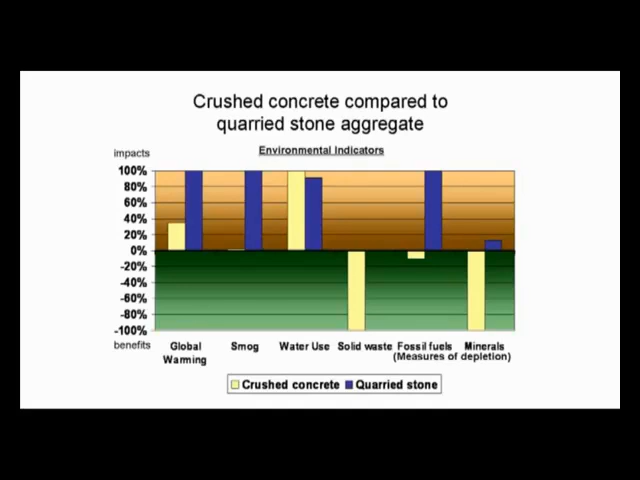 Crushed concrete compared to
quarried stone aggregate
Environmental Indicators
impacts
100%
80%
60%
40%
20%
0%
-20%
-40%
-60%
-80%
-100%
benefits
Global Warming
Smog
Water Use
Solid waste
Fossil fuels
Minerals
(Measures of depletion)
Crushed concrete
Quarried stone